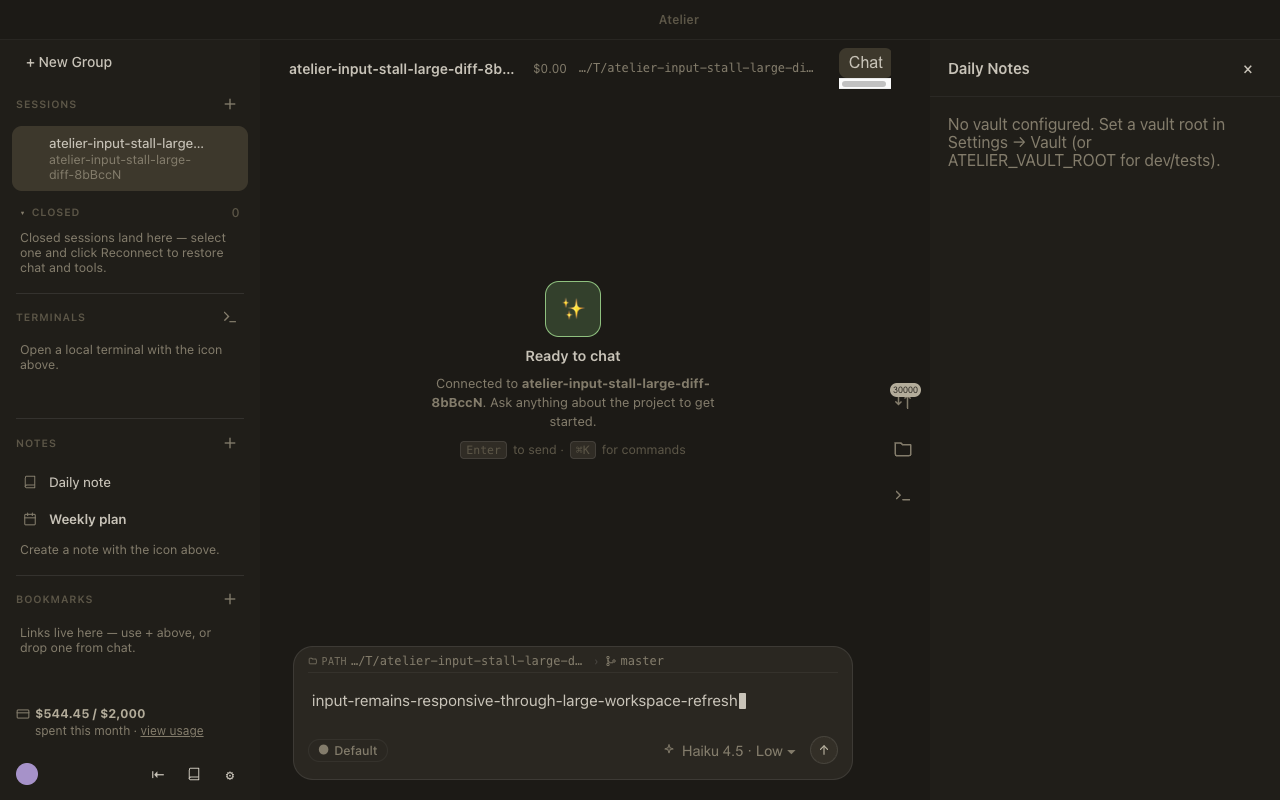 Atelier
+ New Group
SESSIONS
atelier-input-stall-large...
atelier-input-stall-large-
diff-8bBccN
CLOSED
0
Closed sessions land here — select
one and click Reconnect to restore
chat and tools.
TERMINALS
Open a local terminal with the icon
above.
NOTES
Daily note
Weekly plan
Create a note with the icon above.
BOOKMARKS
Links live here — use + above, or
drop one from chat.
$544.45 / $2,000
spent this month · view usage
atelier-input-stall-large-diff-8b...
$0.00
…/T/atelier-input-stall-large-di…
Chat
Ready to chat
Connected to atelier-input-stall-large-diff-
8bBccN. Ask anything about the project to get
started.
Enter to send · ⌘K for commands
30000
PATH …/T/atelier-input-stall-large-d… › master
input-remains-responsive-through-large-workspace-refresh
Default
Haiku 4.5 · Low
Daily Notes
No vault configured. Set a vault root in
Settings → Vault (or
ATELIER_VAULT_ROOT for dev/tests).